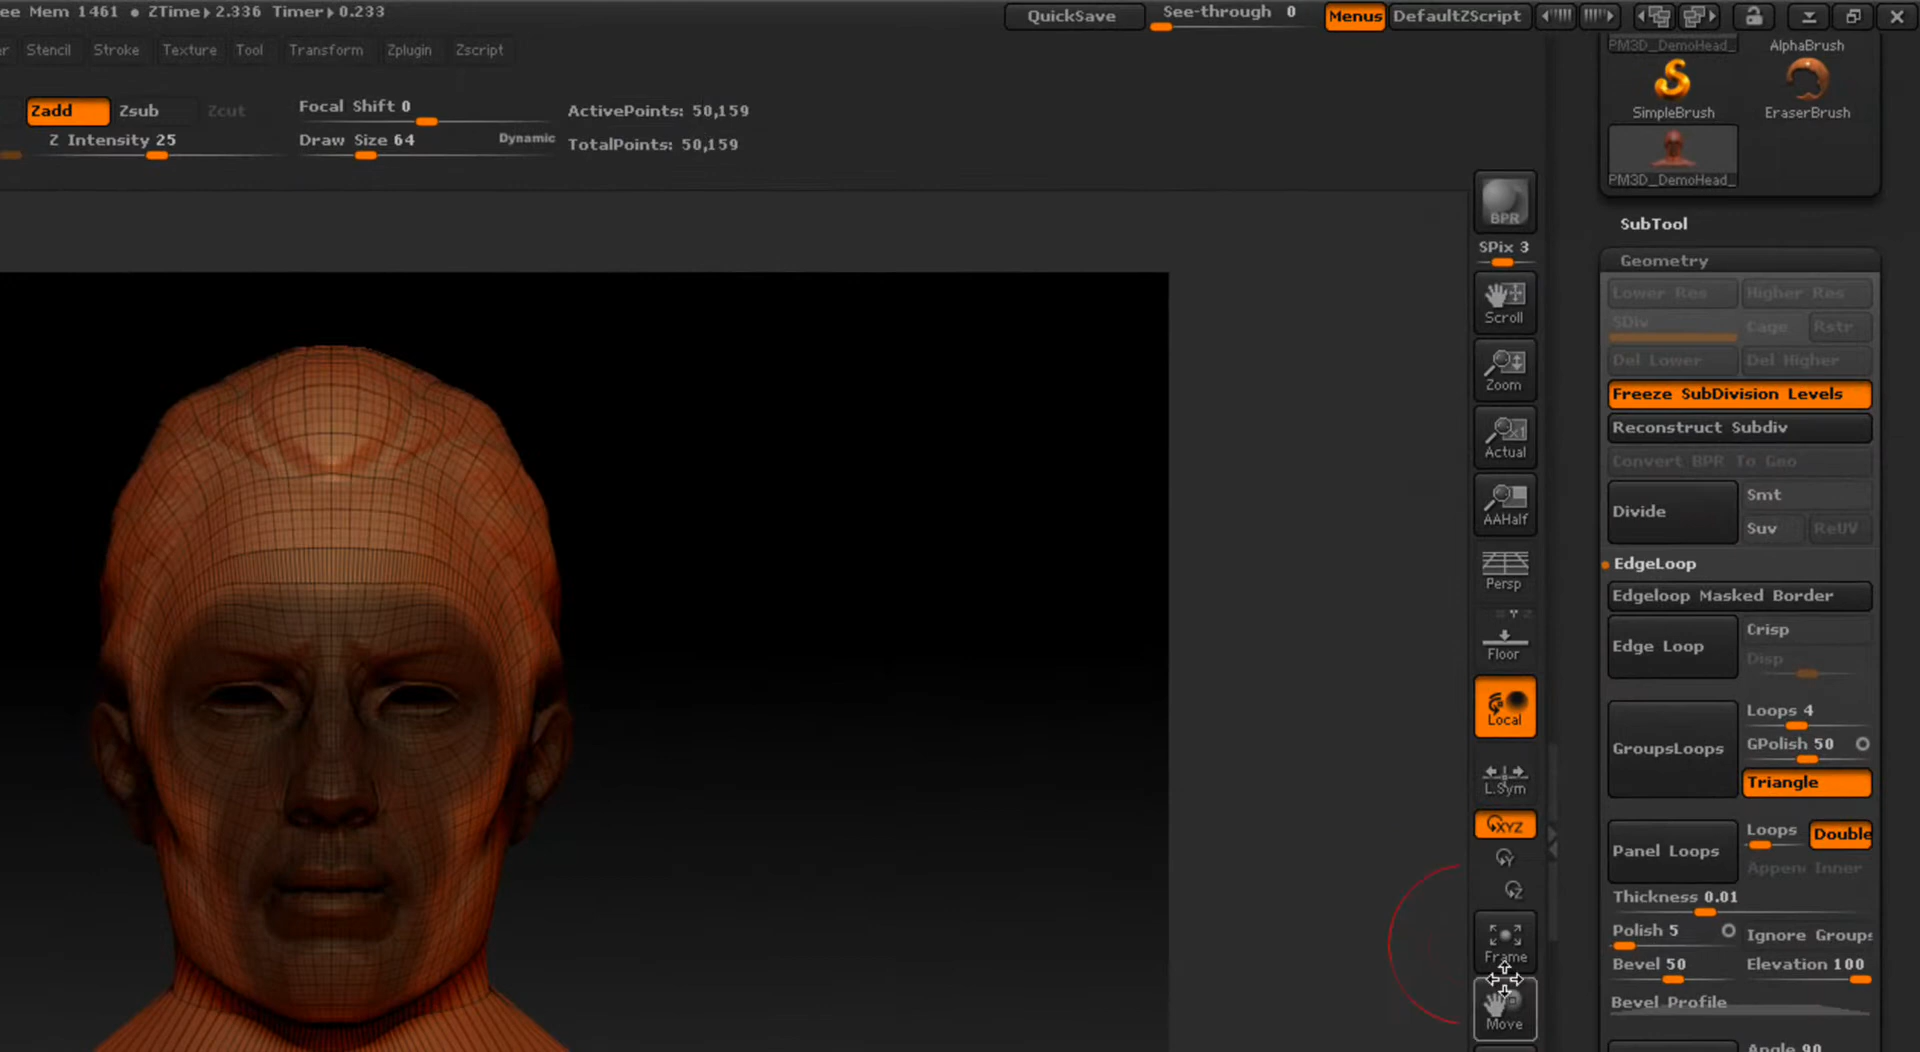 ee Mem 1461 • ZTime▸2.336 Timer▸0.233
QuickSave
See-through 0
Menus
DefaultZScript
Stencil
Stroke
Texture
Tool
Transform
Zplugin
Zscript
Zadd
Zsub
Zcut
Focal Shift 0
ActivePoints: 50,159
Z Intensity 25
Draw Size 64
Dynamic
TotalPoints: 50,159
PM3D_DemoHead_
AlphaBrush
SimpleBrush
EraserBrush
PM3D_DemoHead_
BPR
SPix 3
Scroll
Zoom
Actual
AAHalf
Persp
Floor
Local
L.Sym
XYZ
Y
Z
Frame
Move
SubTool
Geometry
Lower Res
Higher Res
SDiv
Cage
Rstr
Del Lower
Del Higher
Freeze SubDivision Levels
Reconstruct Subdiv
Convert BPR To Geo
Divide
Smt
Suv
ReUV
EdgeLoop
Edgeloop Masked Border
Edge Loop
Crisp
Disp
GroupsLoops
Loops 4
GPolish 50
Triangle
Panel Loops
Loops
Double
Appen
Inner
Thickness 0.01
Polish 5
Ignore Groups
Bevel 50
Elevation 100
Bevel Profile
Angle 90